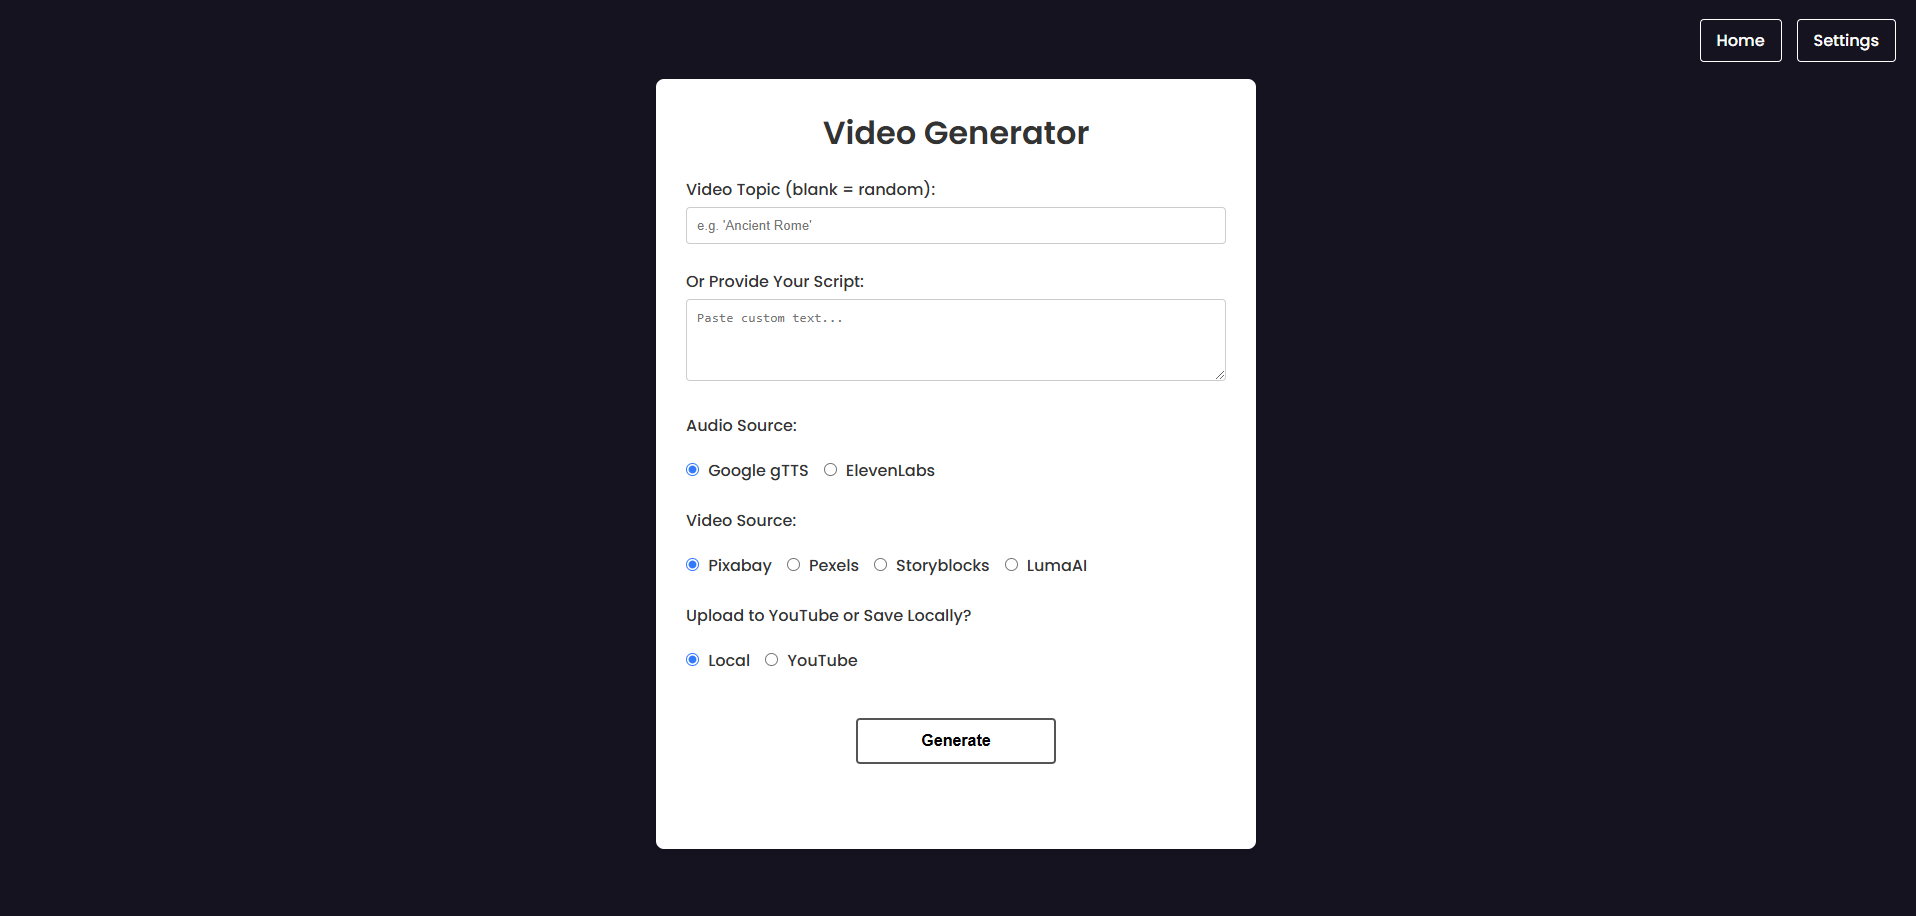 Home Settings
Video Generator
Video Topic (blank = random):
e.g. 'Ancient Rome'
Or Provide Your Script:
Paste custom text...
Audio Source:
Google gTTS ElevenLabs
Video Source:
Pixabay Pexels Storyblocks LumaAI
Upload to YouTube or Save Locally?
Local YouTube
Generate